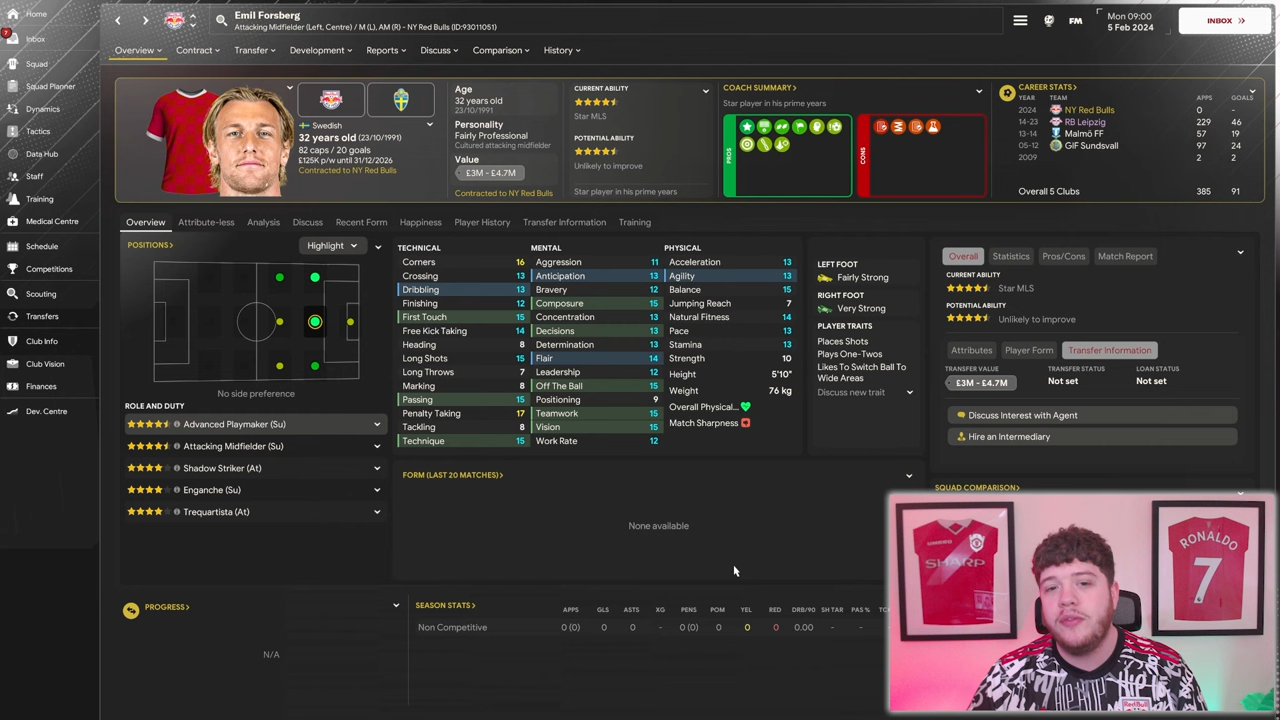 Home
7
Inbox
Squad
Squad Planner
Dynamics
Tactics
Data Hub
Staff
Training
Medical Centre
Schedule
Competitions
Scouting
Transfers
Club Info
Club Vision
Finances
Dev. Centre
Emil Forsberg
Attacking Midfielder (Left, Centre) / M (L), AM (R) - NY Red Bulls (ID:93011051)
FM
Mon 09:00
5 Feb 2024
INBOX
Overview Contract Transfer Development Reports Discuss Comparison History
Swedish
32 years old (23/10/1991)
82 caps / 20 goals
£125K p/w until 31/12/2026
Contracted to NY Red Bulls
Age
32 years old
23/10/1991
Personality
Fairly Professional
Cultured attacking midfielder
Value
£3M - £4.7M
Contracted to NY Red Bulls
CURRENT ABILITY
Star MLS
POTENTIAL ABILITY
Unlikely to improve
Star player in his prime years
COACH SUMMARY
Star player in his prime years
PROS
CONS
CAREER STATS
YEAR TEAM APPS GOALS
2024 NY Red Bulls 0 -
14-23 RB Leipzig 229 46
13-14 Malmö FF 57 19
05-12 GIF Sundsvall 97 24
2009 2 2
Overall 5 Clubs 385 91
Overview Attribute-less Analysis Discuss Recent Form Happiness Player History Transfer Information Training
POSITIONS
Highlight
No side preference
ROLE AND DUTY
Advanced Playmaker (Su)
Attacking Midfielder (Su)
Shadow Striker (At)
Enganche (Su)
Trequartista (At)
TECHNICAL
Corners 16
Crossing 13
Dribbling 13
Finishing 12
First Touch 15
Free Kick Taking 14
Heading 8
Long Shots 15
Long Throws 7
Marking 8
Passing 15
Penalty Taking 17
Tackling 8
Technique 15
MENTAL
Aggression 11
Anticipation 13
Bravery 12
Composure 15
Concentration 13
Decisions 13
Determination 13
Flair 14
Leadership 12
Off The Ball 15
Positioning 9
Teamwork 15
Vision 15
Work Rate 12
PHYSICAL
Acceleration 13
Agility 13
Balance 15
Jumping Reach 7
Natural Fitness 14
Pace 13
Stamina 13
Strength 10
Height 5'10"
Weight 76 kg
Overall Physical...
Match Sharpness
LEFT FOOT
Fairly Strong
RIGHT FOOT
Very Strong
PLAYER TRAITS
Places Shots
Plays One-Twos
Likes To Switch Ball To
Wide Areas
Discuss new trait
Overall Statistics Pros/Cons Match Report
CURRENT ABILITY
Star MLS
POTENTIAL ABILITY
Unlikely to improve
Attributes Player Form Transfer Information
TRANSFER VALUE TRANSFER STATUS LOAN STATUS
£3M - £4.7M Not set Not set
Discuss Interest with Agent
Hire an Intermediary
SQUAD COMPARISON
FORM (LAST 20 MATCHES)
None available
PROGRESS
N/A
SEASON STATS APPS GLS ASTS XG PENS POM YEL RED DRB/90 SH TAR PAS %
Non Competitive 0 (0) 0 0 - 0 (0) 0 0 0 0.00 - -
UMBRO
SHARP
RONALDO
7
Red Bull